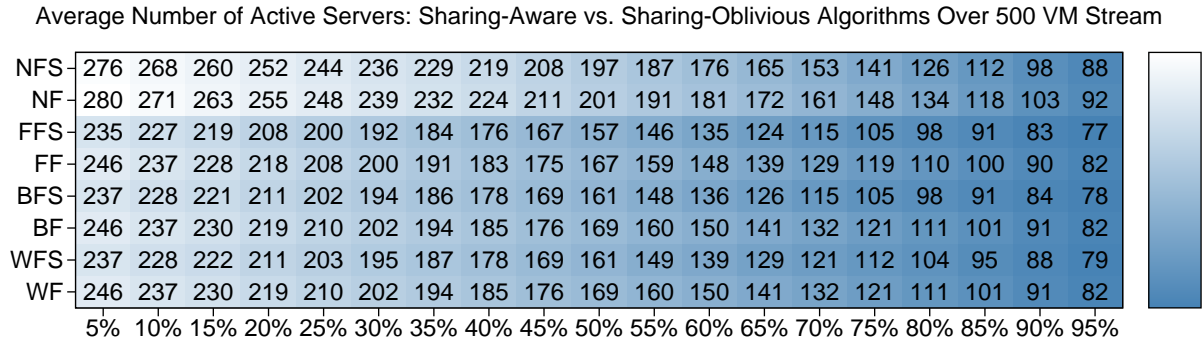 Average Number of Active Servers: Sharing-Aware vs. Sharing-Oblivious Algorithms Over 500 VM Stream
NFS 276 268 260 252 244 236 229 219 208 197 187 176 165 153 141 126 112 98 88
NF 280 271 263 255 248 239 232 224 211 201 191 181 172 161 148 134 118 103 92
FFS 235 227 219 208 200 192 184 176 167 157 146 135 124 115 105 98 91 83 77
FF 246 237 228 218 208 200 191 183 175 167 159 148 139 129 119 110 100 90 82
BFS 237 228 221 211 202 194 186 178 169 161 148 136 126 115 105 98 91 84 78
BF 246 237 230 219 210 202 194 185 176 169 160 150 141 132 121 111 101 91 82
WFS 237 228 222 211 203 195 187 178 169 161 149 139 129 121 112 104 95 88 79
WF 246 237 230 219 210 202 194 185 176 169 160 150 141 132 121 111 101 91 82
5% 10% 15% 20% 25% 30% 35% 40% 45% 50% 55% 60% 65% 70% 75% 80% 85% 90% 95%